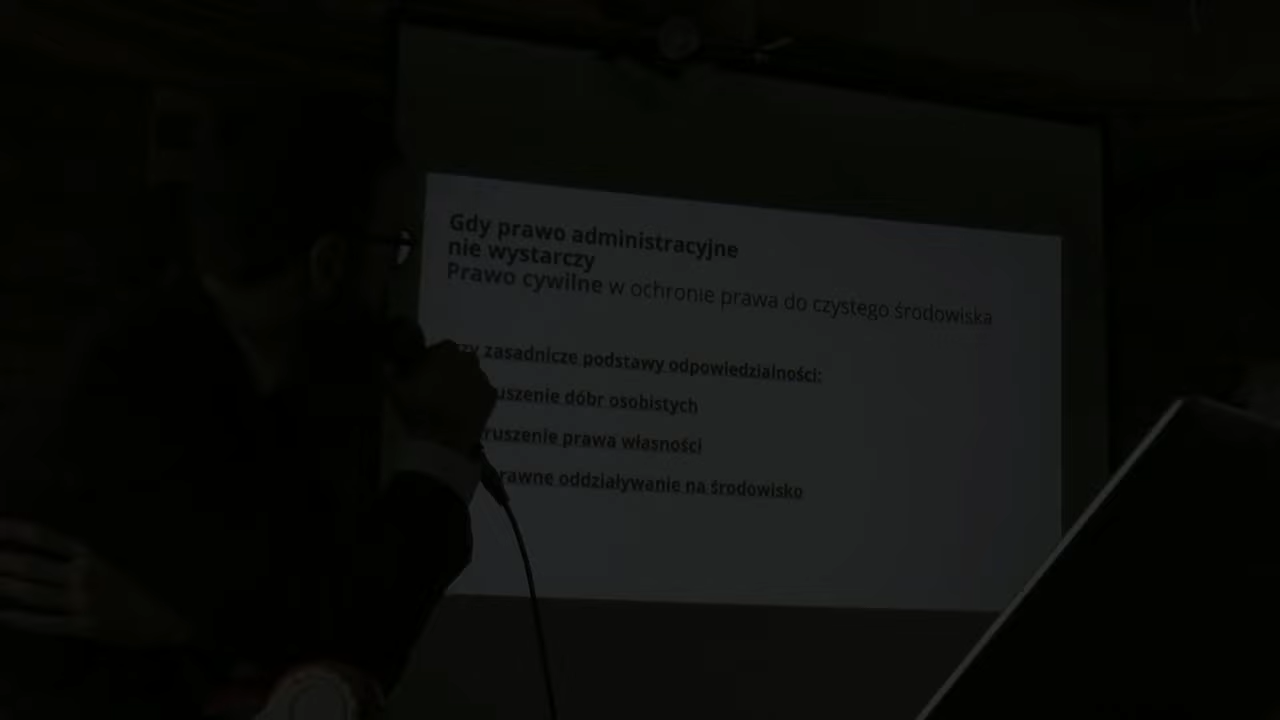 Gdy prawo administracyjne
nie wystarczy
Prawo cywilne w ochronie prawa do czystego środowiska
zasadnicze podstawy odpowiedzialności:
dóbr osobistych
prawa własności
oddziaływanie na środowisko